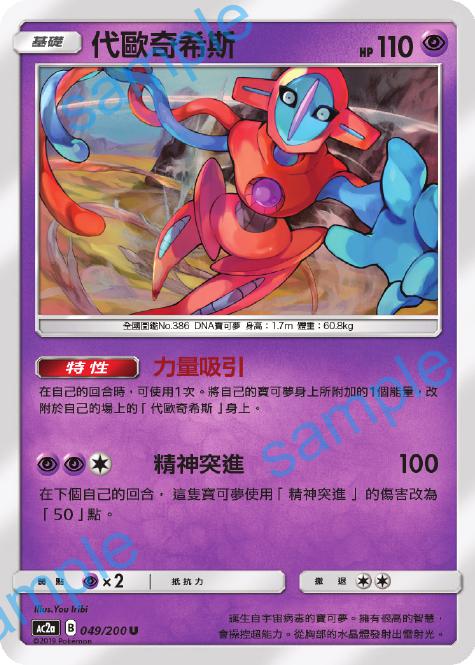 基礎 代歐奇希斯 HP 110
全國圖鑑No.386 DNA寶可夢 身高：1.7m 體重：60.8kg
特性 力量吸引
在自己的回合時，可使用1次。將自己的寶可夢身上所附加的1個能量，改
附於自己的場上的「代歐奇希斯」身上。
精神突進 100
在下個自己的回合，這隻寶可夢使用「精神突進」的傷害改為
「50」點。
弱點 ×2 抵抗力 撤退
Illus.You Iribi
AC2a B 049/200 U
©2019 Pokémon
誕生自宇宙病毒的寶可夢。擁有很高的智慧，
會操控超能力。從胸部的水晶體發射出雷射光。
sample
sample
sample